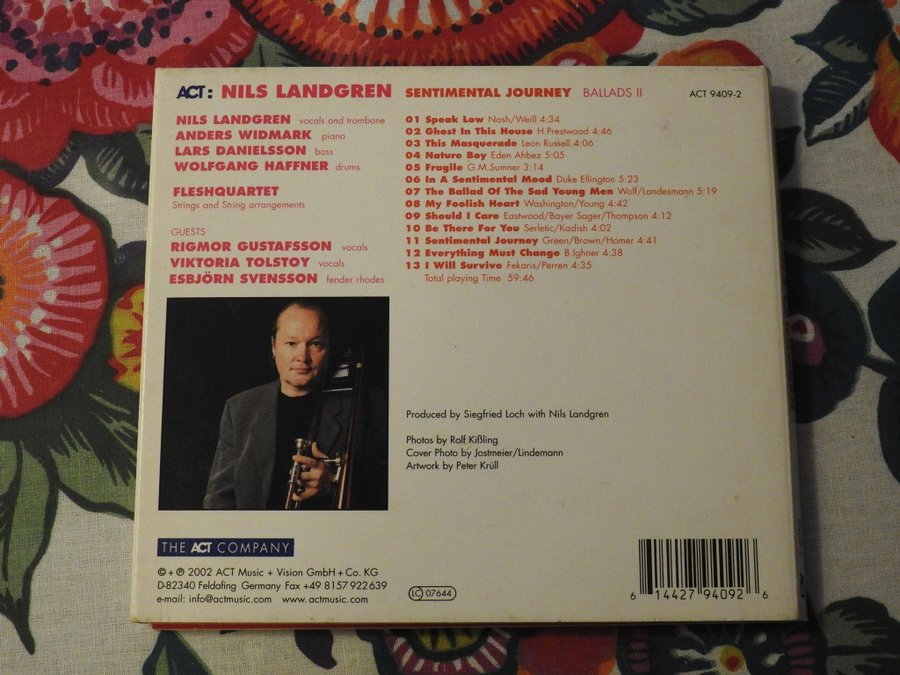 ACT: NILS LANDGREN SENTIMENTAL JOURNEY BALLADS II ACT 9409-2
NILS LANDGREN vocals and trombone
ANDERS WIDMARK piano
LARS DANIELSSON bass
WOLFGANG HAFFNER drums
FLESHQUARTET
Strings and String arrangements
GUESTS
RIGMOR GUSTAFSSON vocals
VIKTORIA TOLSTOY vocals
ESBJÖRN SVENSSON fender rhodes
01 Speak Low Nash/Weill 4:34
02 Ghost In This House H.Prestwood 4:46
03 This Masquerade Leon Russell 4:06
04 Nature Boy Eden Ahbez 5:05
05 Fragile G.M.Sumner 3:14
06 In A Sentimental Mood Duke Ellington 5:23
07 The Ballad Of The Sad Young Men Wolf/Landesmann 5:19
08 My Foolish Heart Washington/Young 4:42
09 Should I Care Eastwood/Bayer Sager/Thompson 4:12
10 Be There For You Serletic/Kadish 4:02
11 Sentimental Journey Green/Brown/Homer 4:41
12 Everything Must Change B.Ighner 4:38
13 I Will Survive Fekaris/Perren 4:35
Total playing Time 59:46
Produced by Siegfried Loch with Nils Landgren
Photos by Ralf Kißling
Cover Photo by Jostmeier/Lindemann
Artwork by Peter Krüll
THE ACT COMPANY
© + ℗ 2002 ACT Music + Vision GmbH + Co. KG
D-82340 Feldafing Germany Fax +49 8157 922 639
e-mail: info@actmusic.com www.actmusic.com
LC 07644
6 14427 94092 6